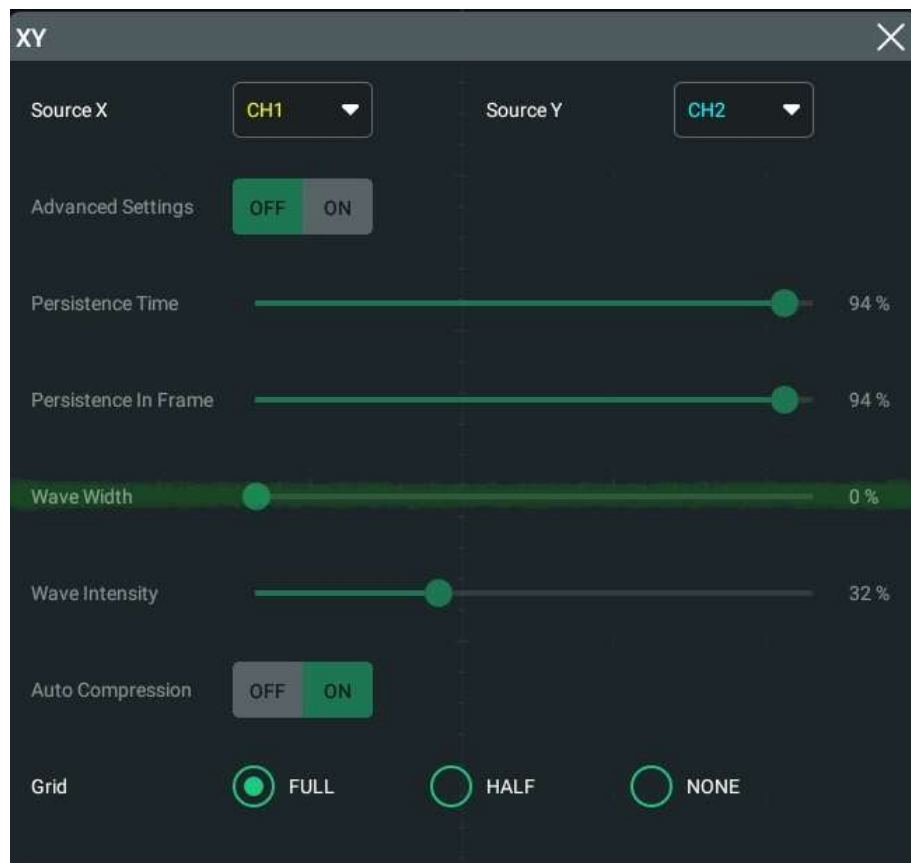 XY
Source X CH1 Source Y CH2
Advanced Settings OFF ON
Persistence Time 94 %
Persistence In Frame 94 %
Wave Width 0 %
Wave Intensity 32 %
Auto Compression OFF ON
Grid FULL HALF NONE